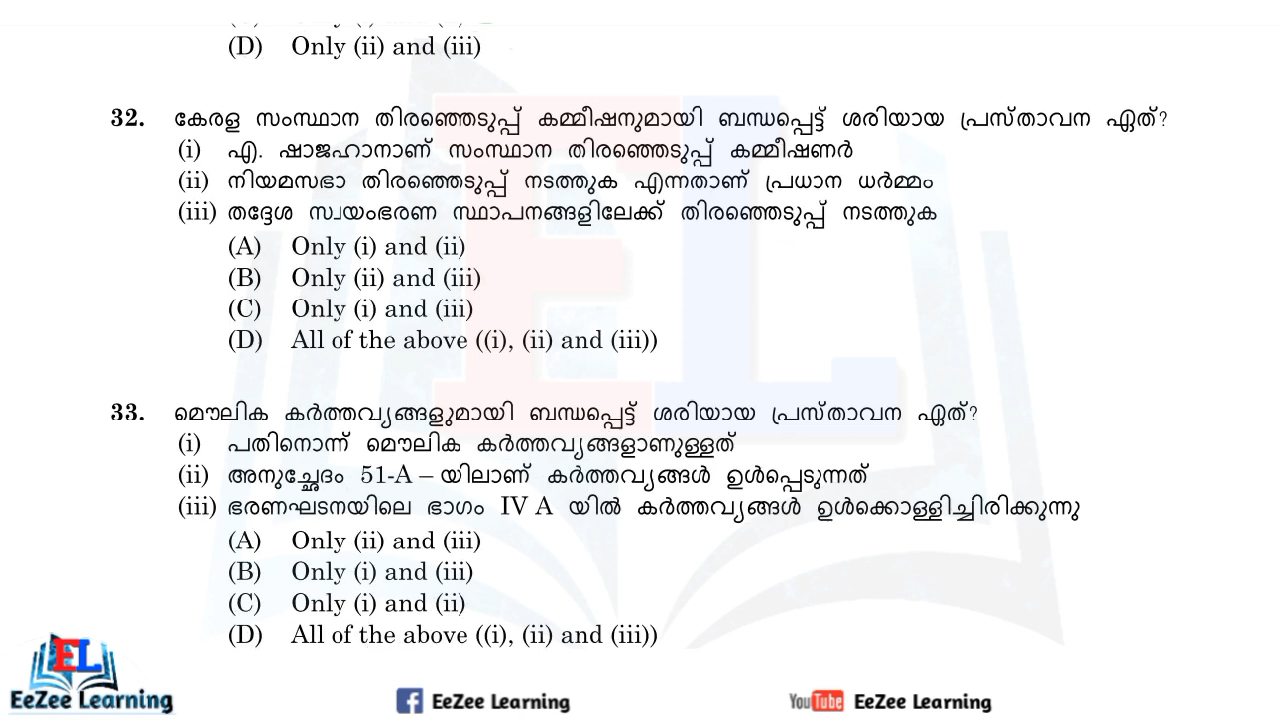 (D) Only (ii) and (iii)
32. കേരള സംസ്ഥാന തിരഞ്ഞെടുപ്പ് കമ്മീഷനുമായി ബന്ധപ്പെട്ട് ശരിയായ പ്രസ്താവന ഏത്?
(i) എ. ഷാജഹാനാണ് സംസ്ഥാന തിരഞ്ഞെടുപ്പ് കമ്മീഷണർ
(ii) നിയമസഭാ തിരഞ്ഞെടുപ്പ് നടത്തുക എന്നതാണ് പ്രധാന ധർമ്മം
(iii) തദ്ദേശ സ്വയംഭരണ സ്ഥാപനങ്ങളിലേക്ക് തിരഞ്ഞെടുപ്പ് നടത്തുക
(A) Only (i) and (ii)
(B) Only (ii) and (iii)
(C) Only (i) and (iii)
(D) All of the above ((i), (ii) and (iii))
33. മൌലിക കർത്തവ്യങ്ങളുമായി ബന്ധപ്പെട്ട് ശരിയായ പ്രസ്താവന ഏത്?
(i) പതിനൊന്ന് മൌലിക കർത്തവ്യങ്ങളാണുള്ളത്
(ii) അനുച്ഛേദം 51-A – യിലാണ് കർത്തവ്യങ്ങൾ ഉൾപ്പെടുന്നത്
(iii) ഭരണഘടനയിലെ ഭാഗം IV A യിൽ കർത്തവ്യങ്ങൾ ഉൾക്കൊള്ളിച്ചിരിക്കുന്നു
(A) Only (ii) and (iii)
(B) Only (i) and (iii)
(C) Only (i) and (ii)
(D) All of the above ((i), (ii) and (iii))
EL
EeZee Learning
EeZee Learning
YouTube EeZee Learning